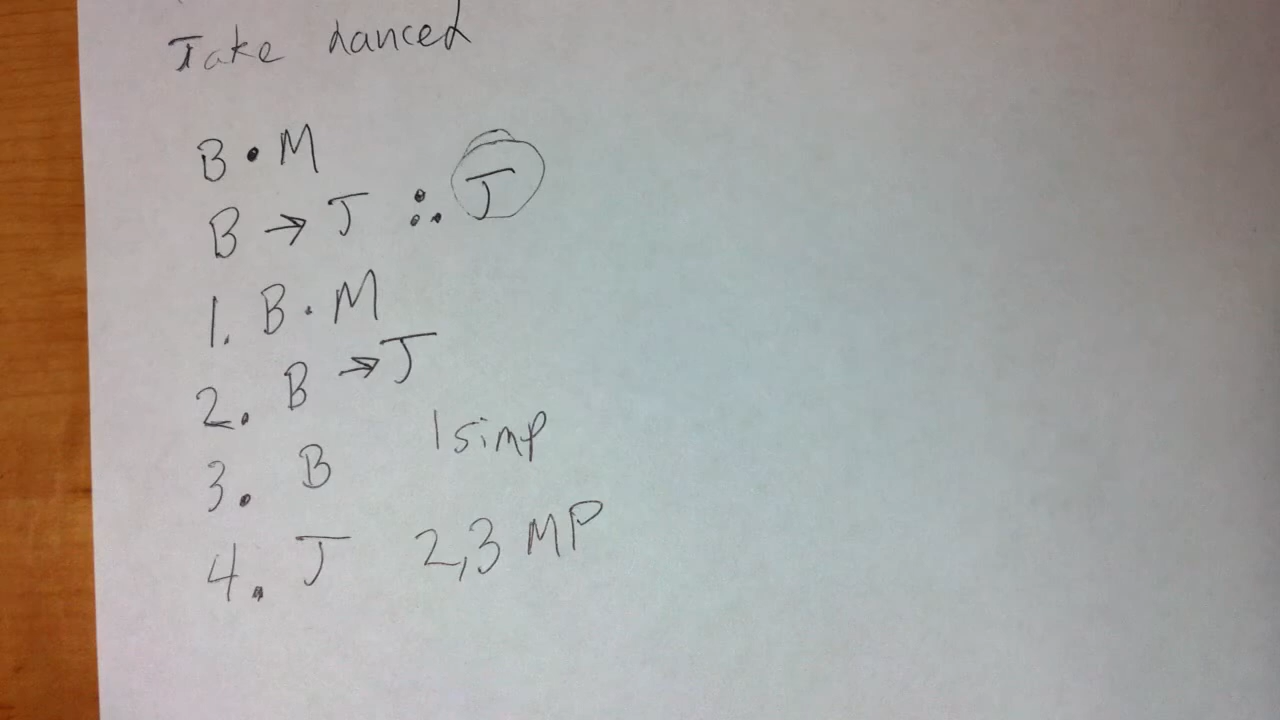 Jake danced
B • M
B → J ∴ J
1. B • M
2. B → J
3. B 1 simp
4. J 2,3 MP